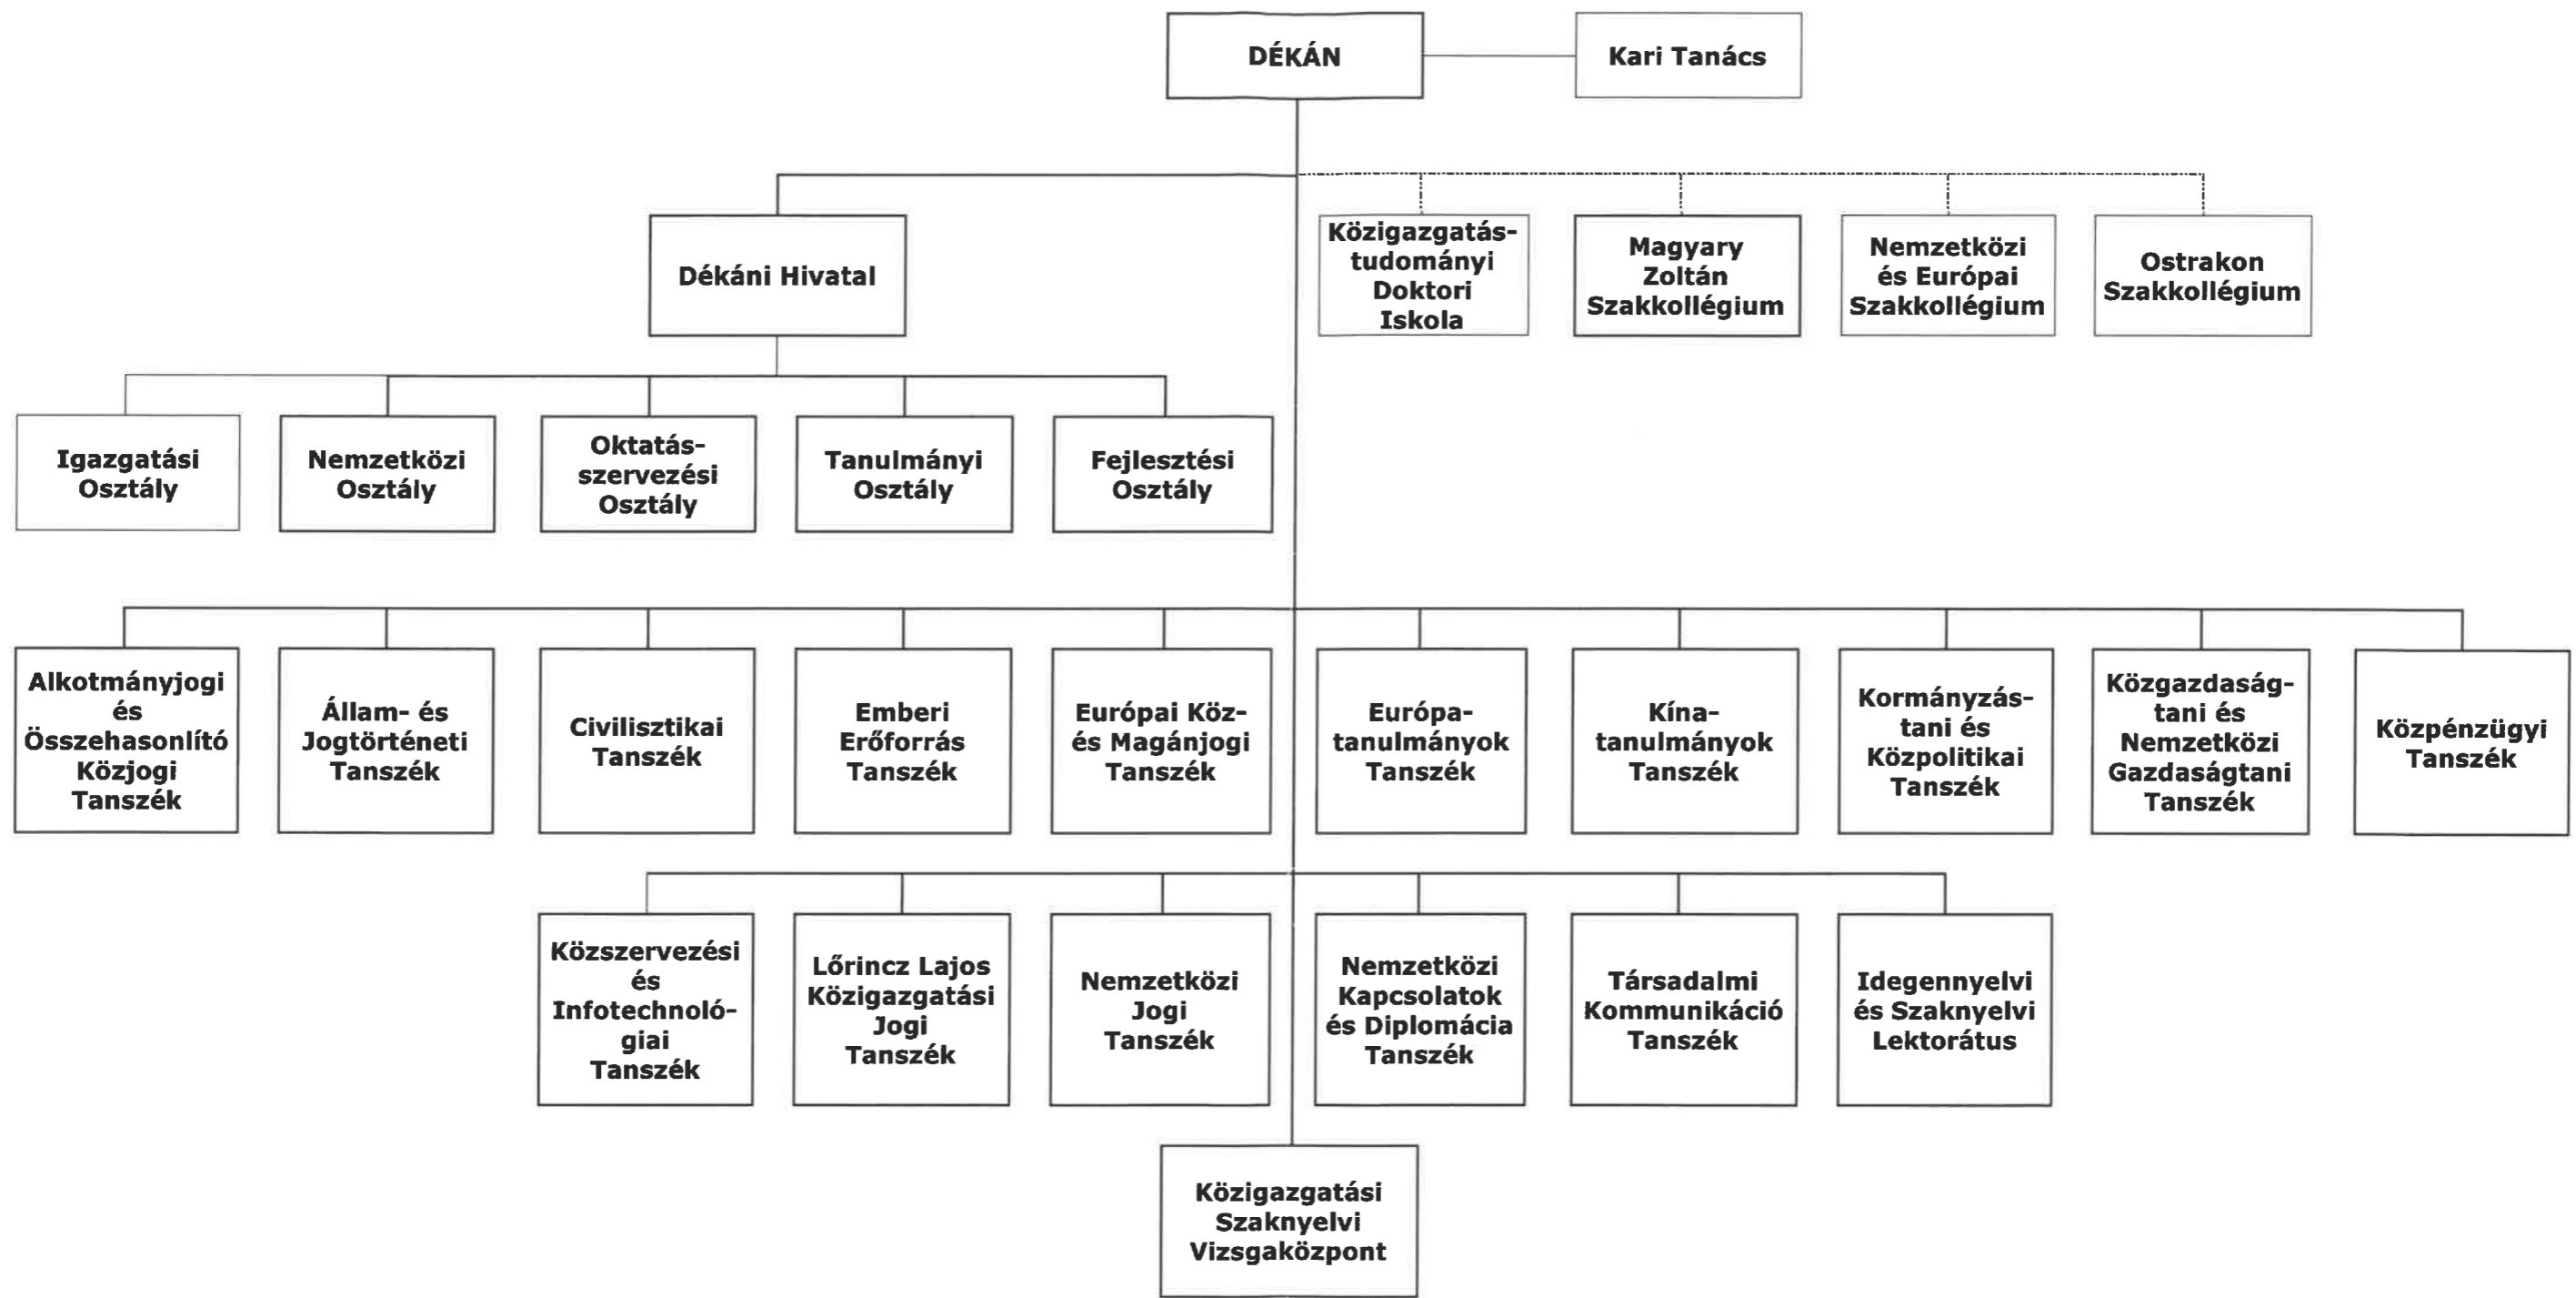 DÉKÁN
Kari Tanács
Dékáni Hivatal
Közigazgatás-
tudományi
Doktori
Iskola
Magyary
Zoltán
Szakkollégium
Nemzetközi
és Európai
Szakkollégium
Ostrakon
Szakkollégium
Igazgatási
Osztály
Nemzetközi
Osztály
Oktatás-
szervezési
Osztály
Tanulmányi
Osztály
Fejlesztési
Osztály
Alkotmányjogi
és
Összehasonlító
Közjogi
Tanszék
Állam- és
Jogtörténeti
Tanszék
Civilisztikai
Tanszék
Emberi
Erőforrás
Tanszék
Európai Köz-
és Magánjogi
Tanszék
Európa-
tanulmányok
Tanszék
Kína-
tanulmányok
Tanszék
Kormányzás-
tani és
Közpolitikai
Tanszék
Közgazdaság-
tani és
Nemzetközi
Gazdaságtani
Tanszék
Közpénzügyi
Tanszék
Közszervezési
és
Infotechnoló-
giai
Tanszék
Lőrincz Lajos
Közigazgatási
Jogi
Tanszék
Nemzetközi
Jogi
Tanszék
Nemzetközi
Kapcsolatok
és Diplomácia
Tanszék
Társadalmi
Kommunikáció
Tanszék
Idegennyelvi
és Szaknyelvi
Lektorátus
Közigazgatási
Szaknyelvi
Vizsgaközpont